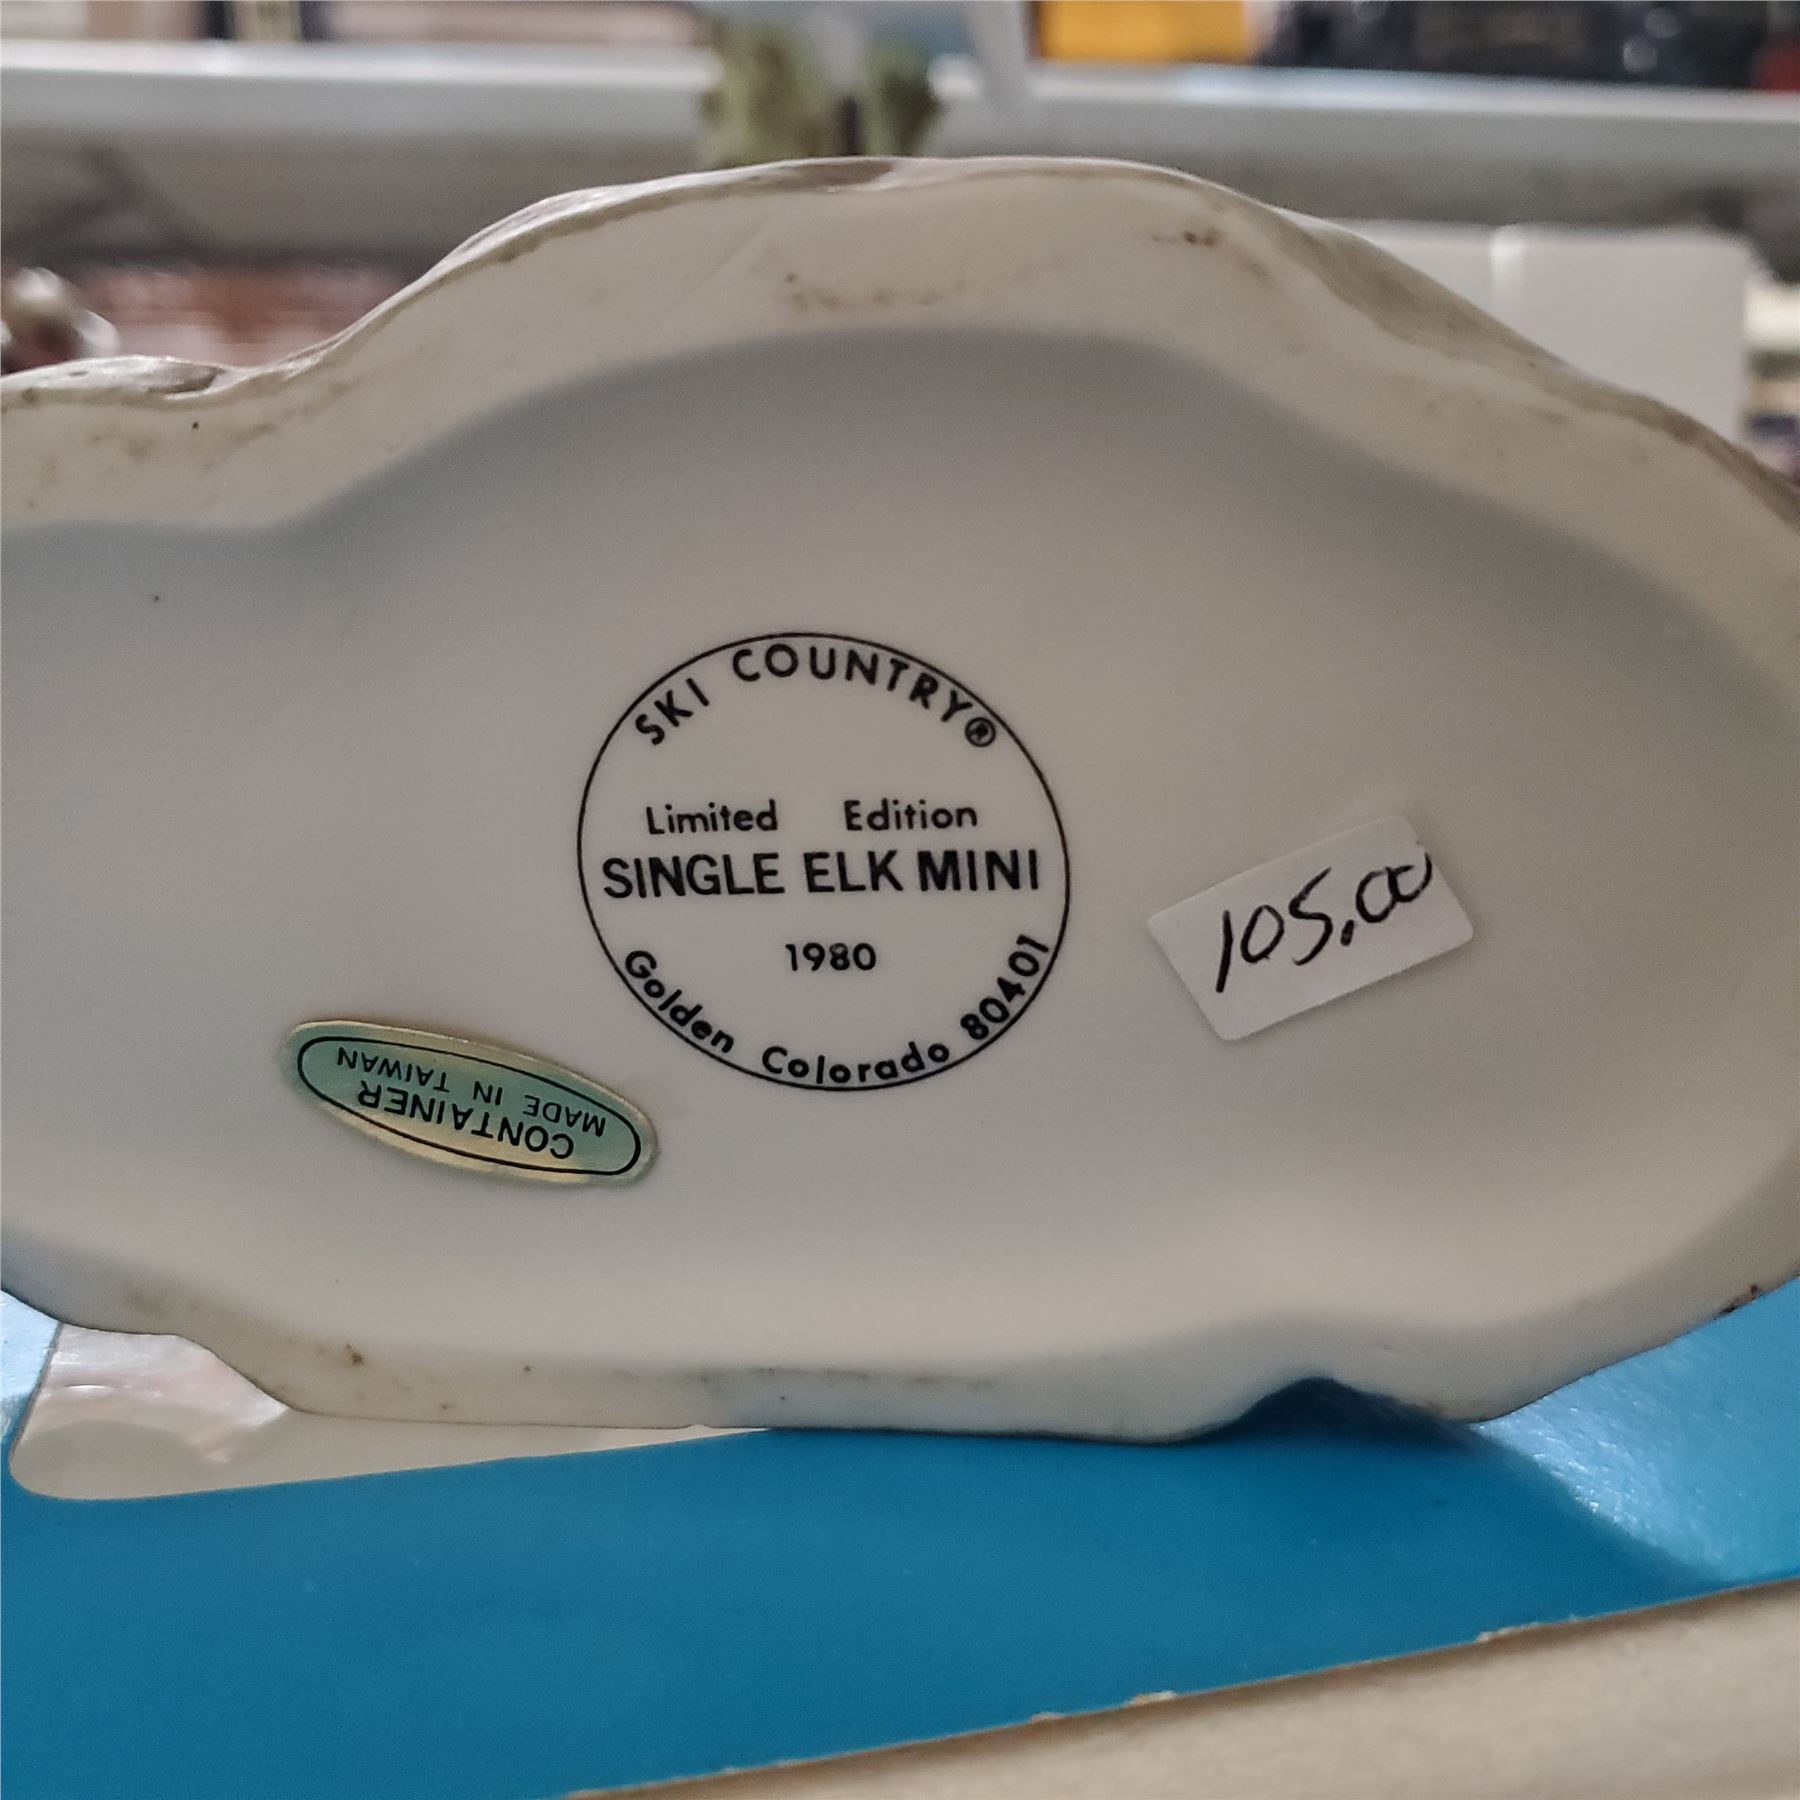 SKI COUNTRY®
Limited Edition
SINGLE ELK MINI
1980
Golden Colorado 80401
105.00
CONTAINER
MADE IN TAIWAN